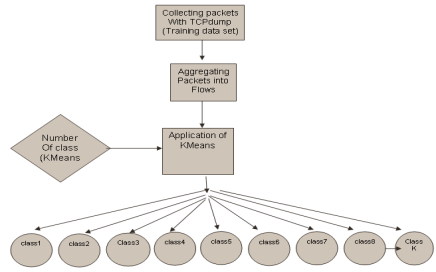 Collecting packets
With TCPdump
(Training data set)
Aggregating
Packets into
Flows
Number
Of class
(KMeans
Application of
KMeans
class1
class2
Class3
class4
class5
class6
class7
class8
Class
K